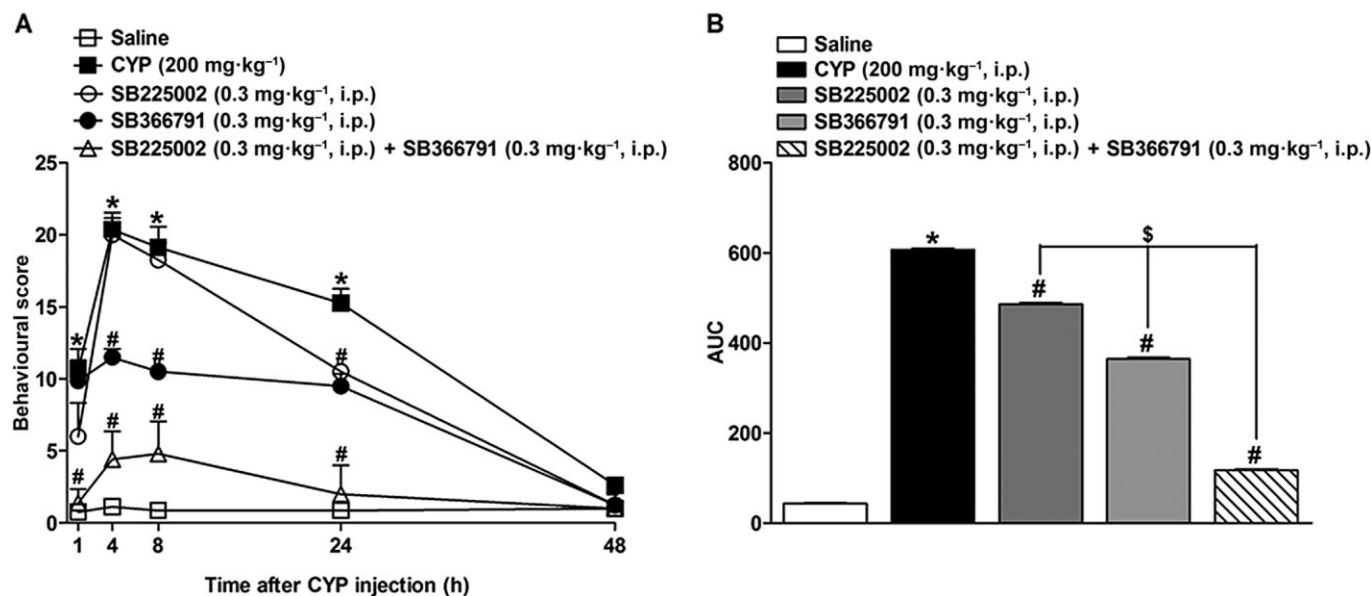 A
Saline
CYP (200 mg·kg⁻¹)
SB225002 (0.3 mg·kg⁻¹, i.p.)
SB366791 (0.3 mg·kg⁻¹, i.p.)
SB225002 (0.3 mg·kg⁻¹, i.p.) + SB366791 (0.3 mg·kg⁻¹, i.p.)
Behavioural score
25
20
15
10
5
0
* * * *
# # #
#
# # # #
1 4 8 24 48
Time after CYP injection (h)
B
Saline
CYP (200 mg·kg⁻¹, i.p.)
SB225002 (0.3 mg·kg⁻¹, i.p.)
SB366791 (0.3 mg·kg⁻¹, i.p.)
SB225002 (0.3 mg·kg⁻¹, i.p.) + SB366791 (0.3 mg·kg⁻¹, i.p.)
AUC
800
600
400
200
0
$
*
#
#
#